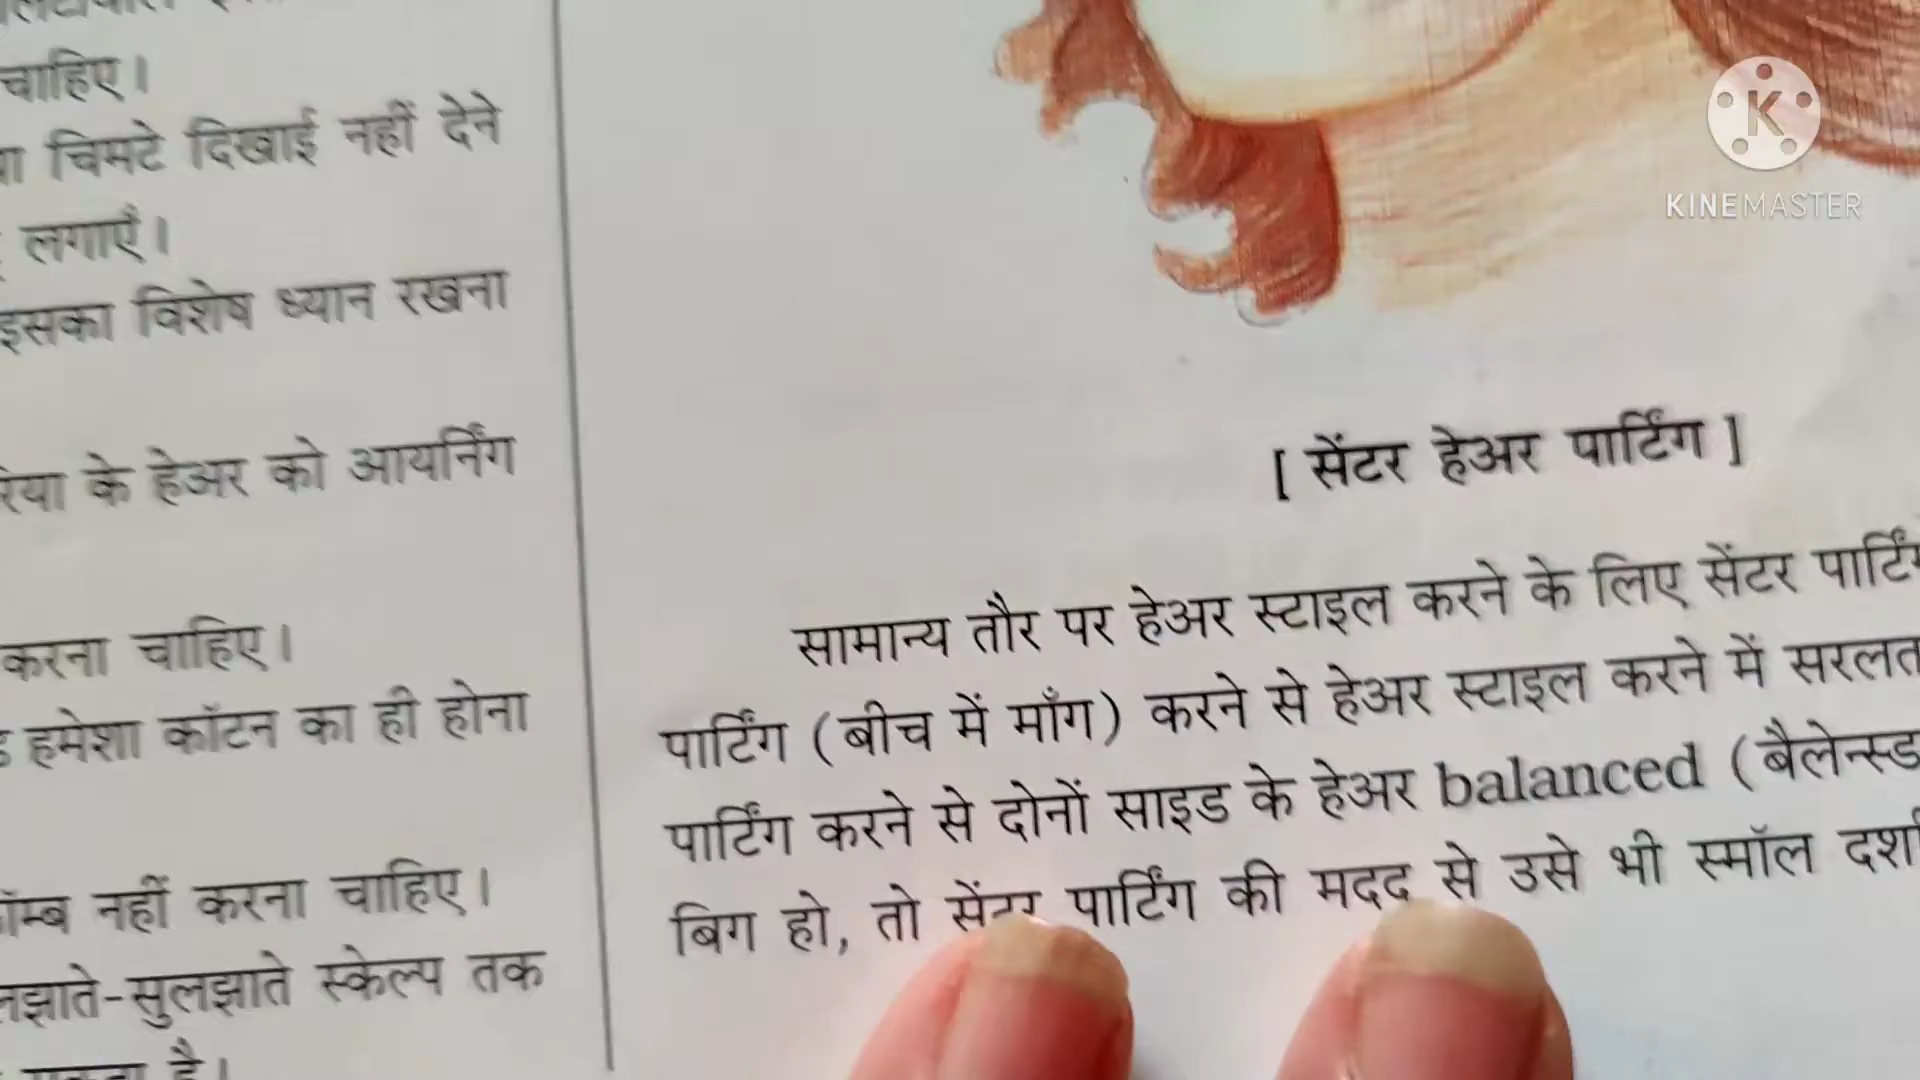 चाहिए।
चिमटे दिखाई नहीं देने
लगाएँ।
इसका विशेष ध्यान रखना
के हेअर को आयर्निंग
करना चाहिए।
हमेशा कॉटन का ही होना
नहीं करना चाहिए।
सुलझाते स्केल्प तक
है।
[ सेंटर हेअर पार्टिंग ]
सामान्य तौर पर हेअर स्टाइल करने के लिए सेंटर
पार्टिंग (बीच में माँग) करने से हेअर स्टाइल करने में
पार्टिंग करने से दोनों साइड के हेअर balanced (बैलेन्स्ड
बिग हो, तो सेंटर पार्टिंग की मदद से उसे भी स्मॉल
KINEMASTER